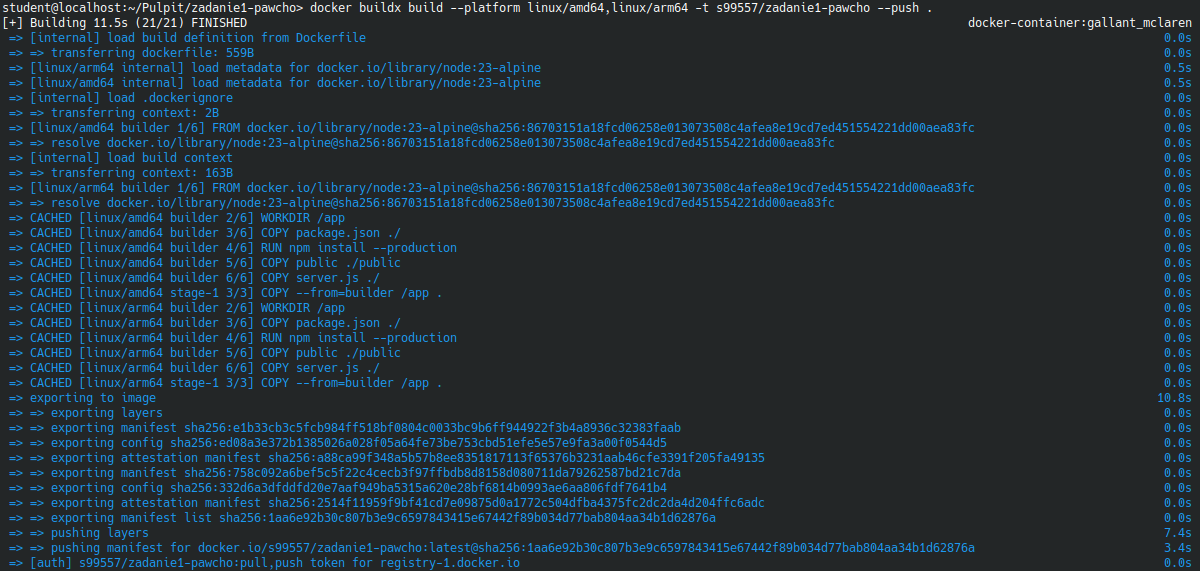 student@localhost:~/Pulpit/zadanie1-pawcho> docker buildx build --platform linux/amd64,linux/arm64 -t s99557/zadanie1-pawcho --push .
[+] Building 11.5s (21/21) FINISHED docker-container:gallant_mclaren
=> [internal] load build definition from Dockerfile 0.0s
=> => transferring dockerfile: 559B 0.0s
=> [linux/arm64 internal] load metadata for docker.io/library/node:23-alpine 0.5s
=> [linux/amd64 internal] load metadata for docker.io/library/node:23-alpine 0.5s
=> [internal] load .dockerignore 0.0s
=> => transferring context: 2B 0.0s
=> [linux/amd64 builder 1/6] FROM docker.io/library/node:23-alpine@sha256:86703151a18fcd06258e013073508c4afea8e19cd7ed451554221dd00aea83fc 0.0s
=> => resolve docker.io/library/node:23-alpine@sha256:86703151a18fcd06258e013073508c4afea8e19cd7ed451554221dd00aea83fc 0.0s
=> [internal] load build context 0.0s
=> => transferring context: 163B 0.0s
=> [linux/arm64 builder 1/6] FROM docker.io/library/node:23-alpine@sha256:86703151a18fcd06258e013073508c4afea8e19cd7ed451554221dd00aea83fc 0.0s
=> => resolve docker.io/library/node:23-alpine@sha256:86703151a18fcd06258e013073508c4afea8e19cd7ed451554221dd00aea83fc 0.0s
=> CACHED [linux/amd64 builder 2/6] WORKDIR /app 0.0s
=> CACHED [linux/amd64 builder 3/6] COPY package.json ./ 0.0s
=> CACHED [linux/amd64 builder 4/6] RUN npm install --production 0.0s
=> CACHED [linux/amd64 builder 5/6] COPY public ./public 0.0s
=> CACHED [linux/amd64 builder 6/6] COPY server.js ./ 0.0s
=> CACHED [linux/amd64 stage-1 3/3] COPY --from=builder /app . 0.0s
=> CACHED [linux/arm64 builder 2/6] WORKDIR /app 0.0s
=> CACHED [linux/arm64 builder 3/6] COPY package.json ./ 0.0s
=> CACHED [linux/arm64 builder 4/6] RUN npm install --production 0.0s
=> CACHED [linux/arm64 builder 5/6] COPY public ./public 0.0s
=> CACHED [linux/arm64 builder 6/6] COPY server.js ./ 0.0s
=> CACHED [linux/arm64 stage-1 3/3] COPY --from=builder /app . 0.0s
=> exporting to image 10.8s
=> => exporting layers 0.0s
=> => exporting manifest sha256:e1b33cb3c5fcb984ff518bf0804c0033bc9b6ff944922f3b4a8936c32383faab 0.0s
=> => exporting config sha256:ed08a3e372b1385026a028f05a64fe73be753cbd51efe5e57e9fa3a00f0544d5 0.0s
=> => exporting attestation manifest sha256:a88ca99f348a5b57b8ee8351817113f65376b3231aab46cfe3391f205fa49135 0.0s
=> => exporting manifest sha256:758c092a6bef5c5f22c4cecb3f97ffbdb8d8158d080711da79262587bd21c7da 0.0s
=> => exporting config sha256:332d6a3dfddfd20e7aaf949ba5315a620e28bf6814b0993ae6aa806fdf7641b4 0.0s
=> => exporting attestation manifest sha256:2514f11959f9bf41cd7e09875d0a1772c504dfba4375fc2dc2da4d204ffc6adc 0.0s
=> => exporting manifest list sha256:1aa6e92b30c807b3e9c6597843415e67442f89b034d77bab804aa34b1d62876a 0.0s
=> => pushing layers 7.4s
=> => pushing manifest for docker.io/s99557/zadanie1-pawcho:latest@sha256:1aa6e92b30c807b3e9c6597843415e67442f89b034d77bab804aa34b1d62876a 3.4s
=> [auth] s99557/zadanie1-pawcho:pull,push token for registry-1.docker.io 0.0s